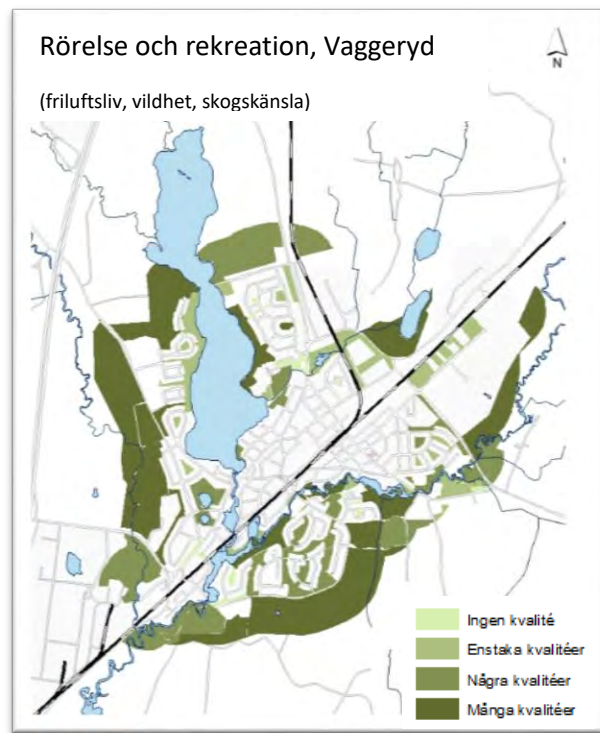 Rörelse och rekreation, Vaggeryd
(friluftsliv, vildhet, skogskänsla)
N
Ingen kvalité
Enstaka kvalitéer
Några kvalitéer
Många kvalitéer